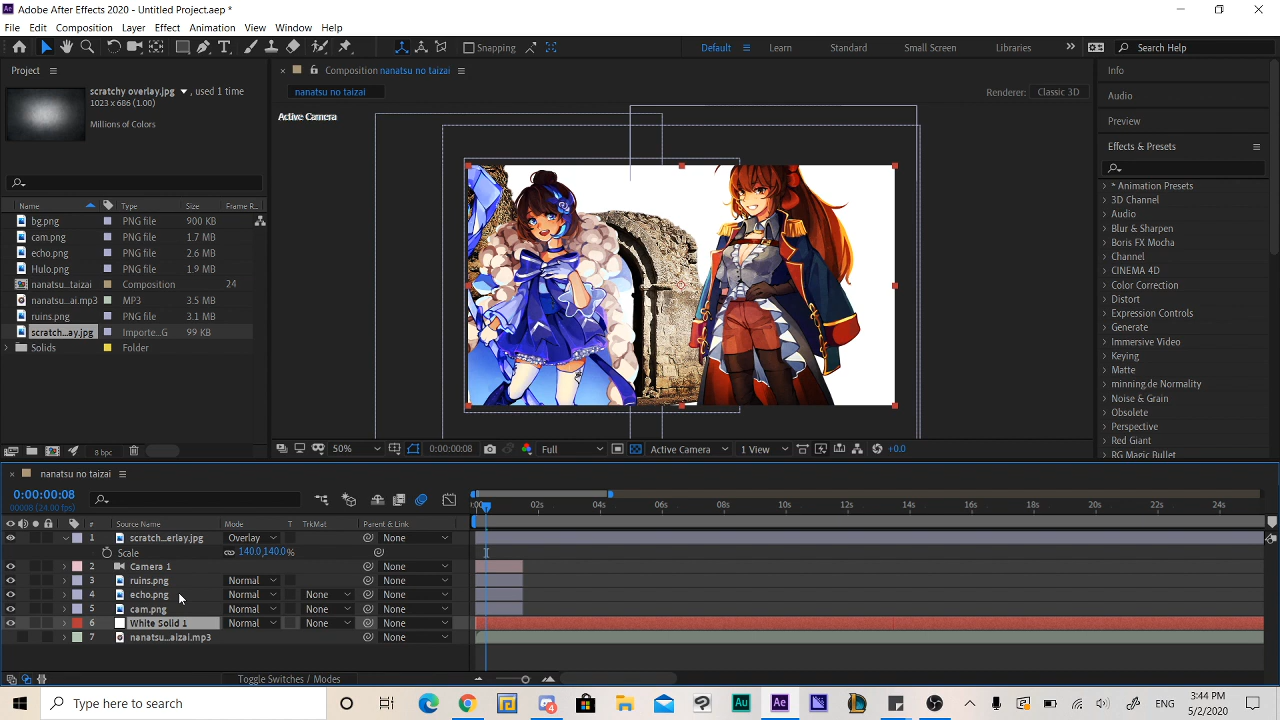 Adobe After Effects 2020 - Untitled Project.aep *
File Edit Composition Layer Effect Animation View Window Help
Snapping
Default Learn Standard Small Screen Libraries Search Help
Project
scratchy overlay.jpg , used 1 time
1023 x 686 (1.00)
Millions of Colors
Name Type Size Frame R...
bg.png PNG file 900 KB
cam.png PNG file 1.7 MB
echo.png PNG file 2.6 MB
Hulo.png PNG file 1.9 MB
nanatsu...taizai Composition 24
nanatsu...ai.mp3 MP3 3.5 MB
ruins.png PNG file 3.1 MB
scratch...ay.jpg Importe...G 99 KB
Solids Folder
8 bpc
Composition nanatsu no taizai
nanatsu no taizai
Renderer: Classic 3D
Active Camera
50% 0:00:00:08 Full Active Camera 1 View +0.0
Info
Audio
Preview
Effects & Presets
* Animation Presets
3D Channel
Audio
Blur & Sharpen
Boris FX Mocha
Channel
CINEMA 4D
Color Correction
Distort
Expression Controls
Generate
Immersive Video
Keying
Matte
minning.de Normality
Noise & Grain
Obsolete
Perspective
Red Giant
RG Magic Bullet
nanatsu no taizai
0:00:00:08
00008 (24.00 fps)
02s 04s 06s 08s 10s 12s 14s 16s 18s 20s 22s 24s
# Source Name Mode T TrkMat Parent & Link
1 scratch...erlay.jpg Overlay None
Scale 140.0,140.0%
2 Camera 1 None
3 ruins.png Normal None
4 echo.png Normal None None
5 cam.png Normal None None
6 White Solid 1 Normal None None
7 nanatsu...aizai.mp3 None
Toggle Switches / Modes
Type here to search
4
Au
Ae
ENG
3:44 PM
5/2/2020